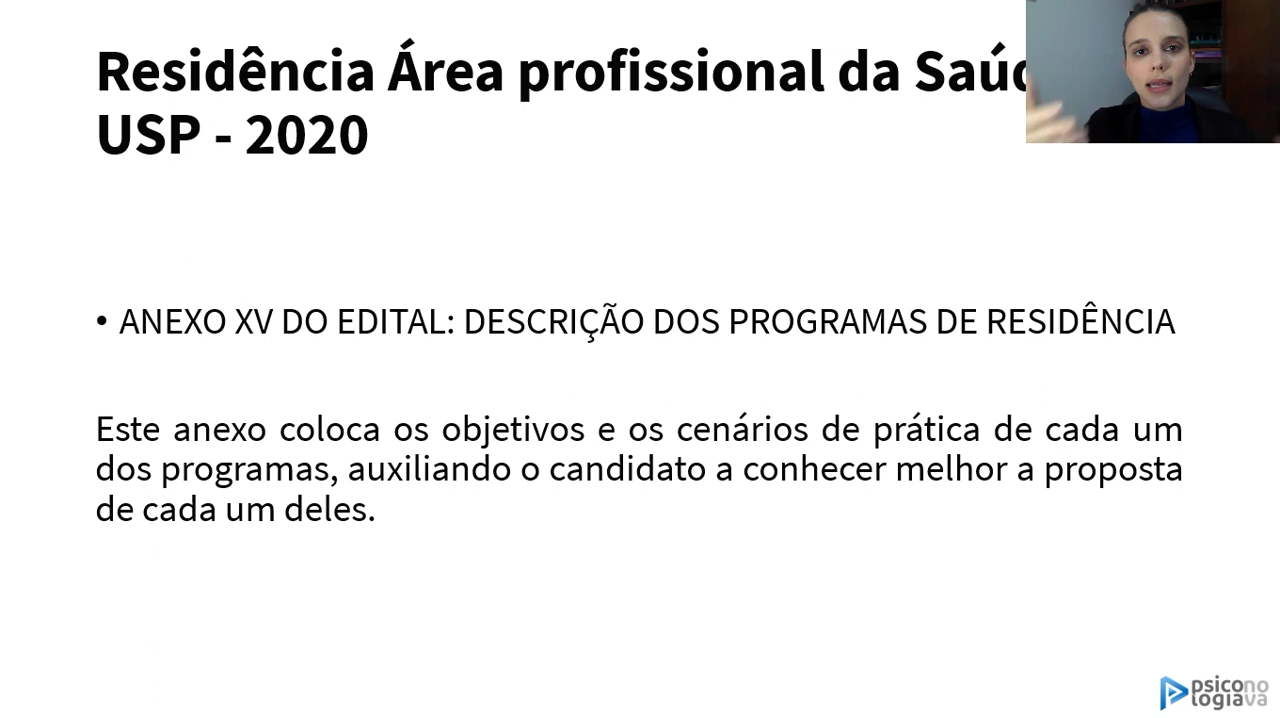 Residência Área profissional da
USP - 2020
• ANEXO XV DO EDITAL: DESCRIÇÃO DOS PROGRAMAS DE RESIDÊNCIA
Este anexo coloca os objetivos e os cenários de prática de cada um
dos programas, auxiliando o candidato a conhecer melhor a proposta
de cada um deles.
psicono
logiava